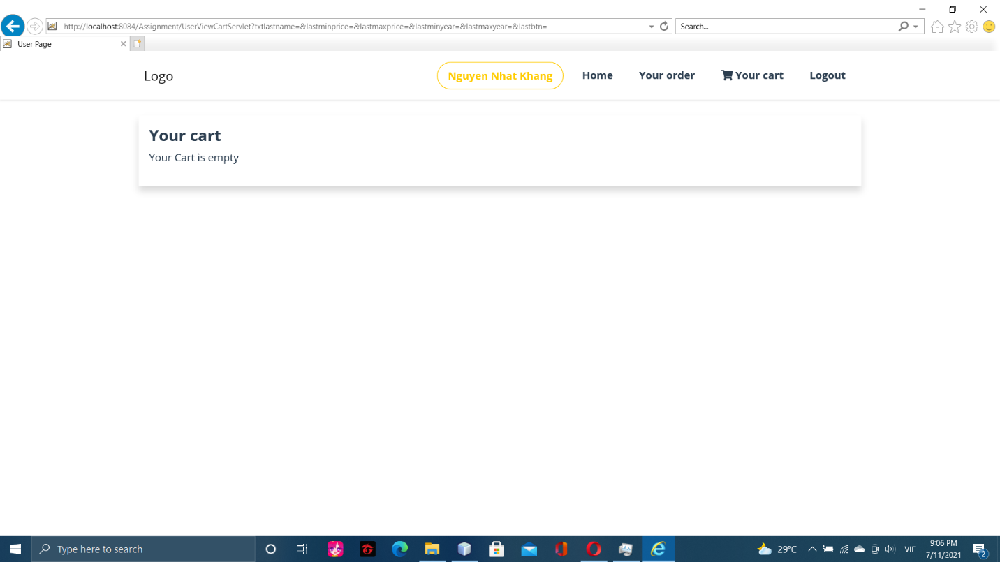 http://localhost:8084/Assignment/UserViewCartServlet?txtlastname=&lastminprice=&lastmaxprice=&lastminyear=&lastmaxyear=&lastbtn=
Search...
User Page
Logo
Nguyen Nhat Khang
Home
Your order
Your cart
Logout
Your cart
Your Cart is empty
Type here to search
29°C
VIE
9:06 PM
7/11/2021
2